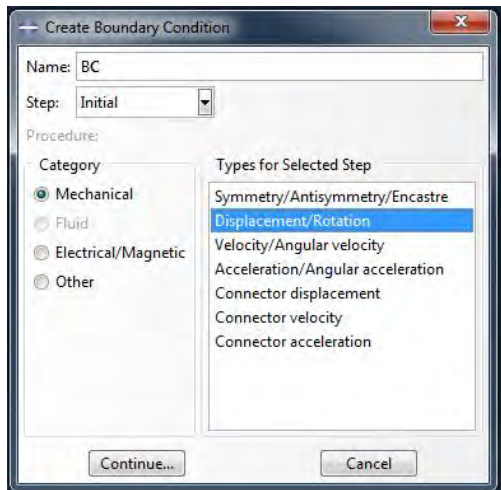 Create Boundary Condition
Name: BC
Step: Initial
Procedure:
Category
Mechanical
Fluid
Electrical/Magnetic
Other
Types for Selected Step
Symmetry/Antisymmetry/Encastre
Displacement/Rotation
Velocity/Angular velocity
Acceleration/Angular acceleration
Connector displacement
Connector velocity
Connector acceleration
Continue...
Cancel